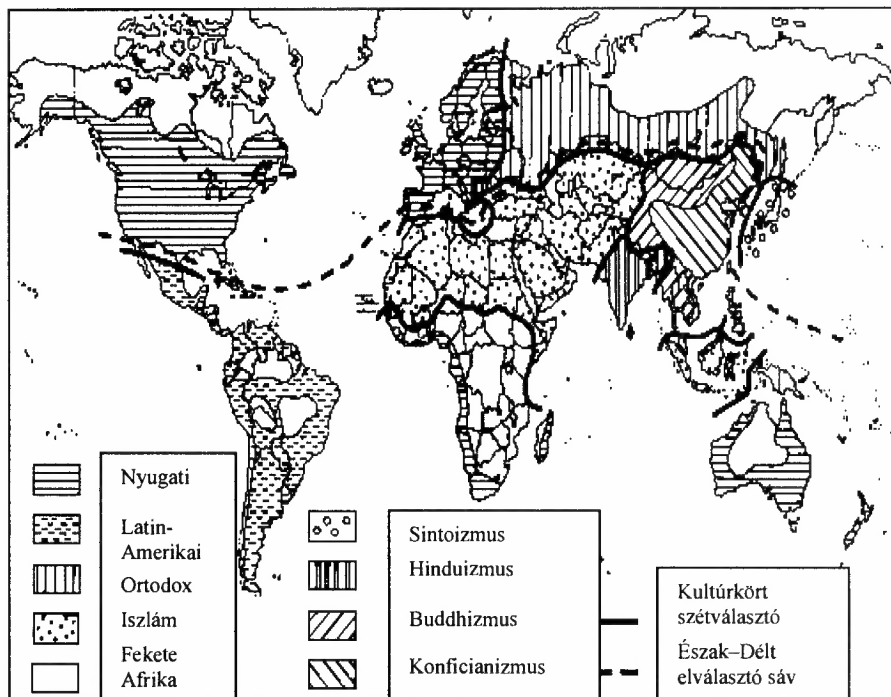 Nyugati
Latin-
Amerikai
Ortodox
Iszlám
Fekete
Afrika
Sintoizmus
Hinduizmus
Buddhizmus
Konficianizmus
Kultúrkört
szétválasztó
Észak–Délt
elválasztó sáv